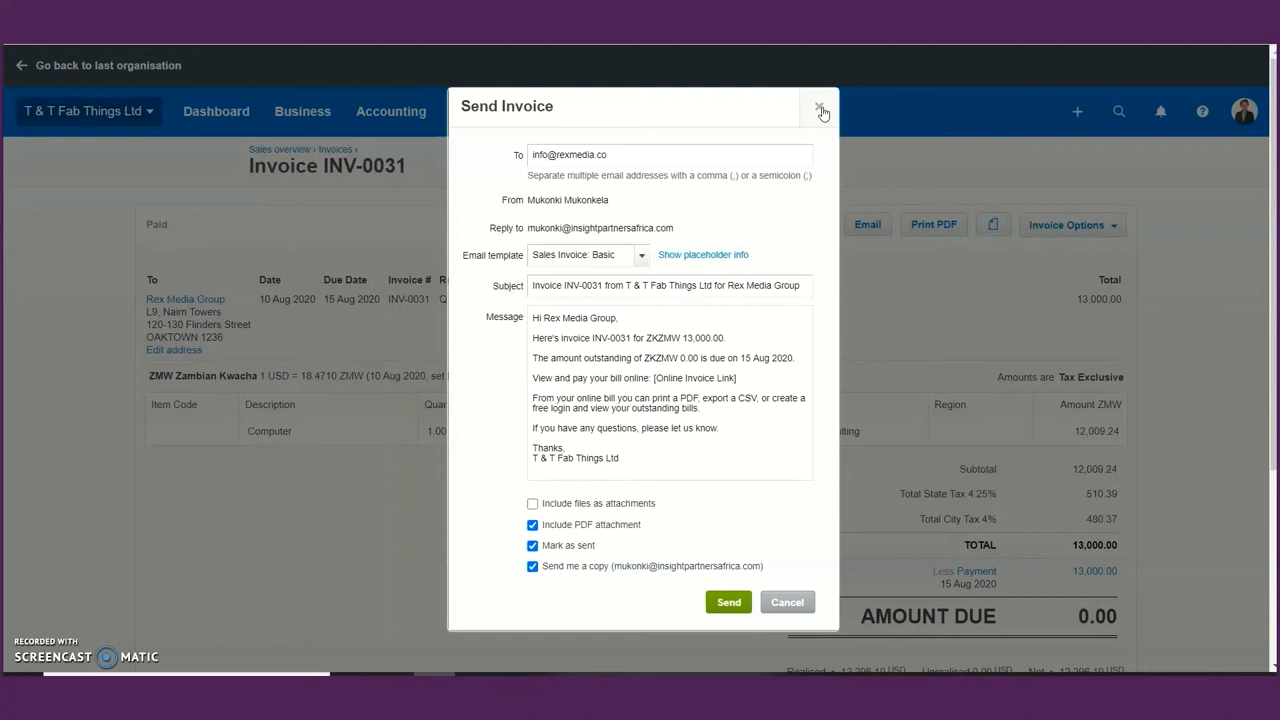 Go back to last organisation
T & T Fab Things Ltd
Dashboard
Business
Accounting
Sales overview › Invoices ›
Invoice INV-0031
Paid
Email
Print PDF
Invoice Options
To
Date
Due Date
Invoice #
Total
Rex Media Group
10 Aug 2020
15 Aug 2020
INV-0031
13,000.00
L9, Nairn Towers
120-130 Flinders Street
OAKTOWN 1236
Edit address
ZMW Zambian Kwacha 1 USD = 18.4710 ZMW (10 Aug 2020, set
Amounts are Tax Exclusive
Item Code
Description
Region
Amount ZMW
Computer
1.00
12,009.24
Subtotal
12,009.24
Total State Tax 4.25%
510.39
Total City Tax 4%
480.37
TOTAL
13,000.00
Less Payment
13,000.00
15 Aug 2020
AMOUNT DUE
0.00
Send Invoice
To
info@rexmedia.co
Separate multiple email addresses with a comma (,) or a semicolon (;)
From
Mukonki Mukonkela
Reply to
mukonki@insightpartnersafrica.com
Email template
Sales Invoice: Basic
Show placeholder info
Subject
Invoice INV-0031 from T & T Fab Things Ltd for Rex Media Group
Message
Hi Rex Media Group,
Here's invoice INV-0031 for ZKZMW 13,000.00.
The amount outstanding of ZKZMW 0.00 is due on 15 Aug 2020.
View and pay your bill online: [Online Invoice Link]
From your online bill you can print a PDF, export a CSV, or create a
free login and view your outstanding bills.
If you have any questions, please let us know.
Thanks,
T & T Fab Things Ltd
Include files as attachments
Include PDF attachment
Mark as sent
Send me a copy (mukonki@insightpartnersafrica.com)
Send
Cancel
RECORDED WITH
SCREENCAST MATIC